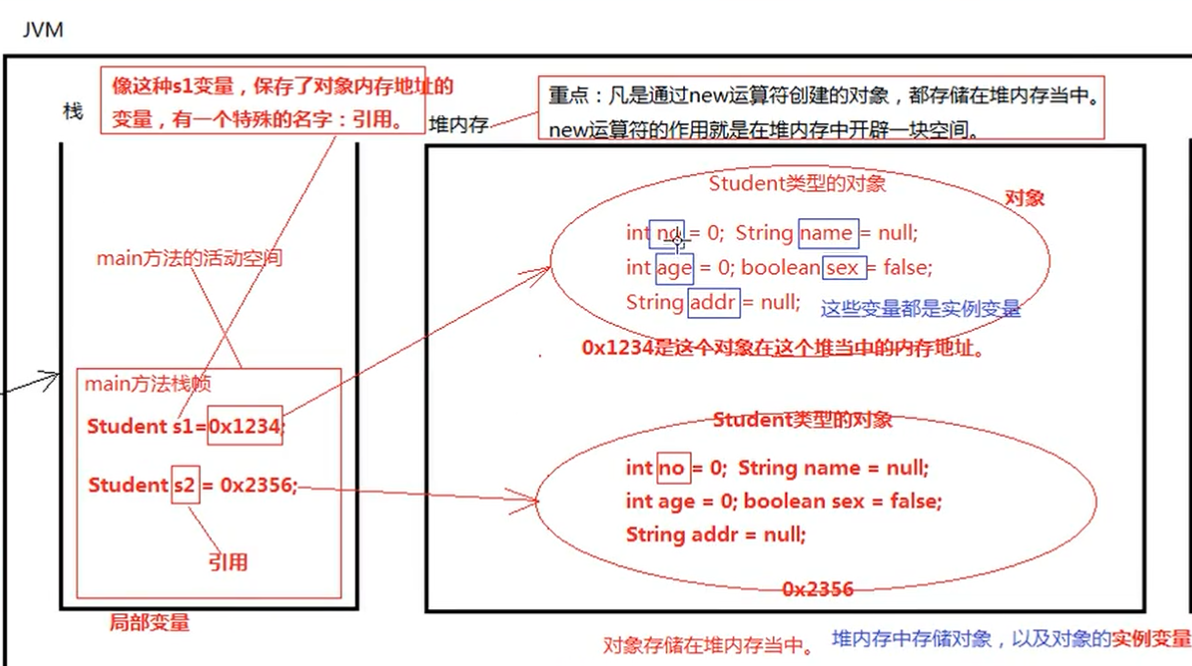 JVM
像这种s1变量，保存了对象内存地址的
变量，有一个特殊的名字：引用。
栈
重点：凡是通过new运算符创建的对象，都存储在堆内存当中。
new运算符的作用就是在堆内存中开辟一块空间。
堆内存
main方法的活动空间
main方法栈帧
Student s1=0x1234;
Student s2 = 0x2356;
引用
局部变量
Student类型的对象
对象
int no = 0; String name = null;
int age = 0; boolean sex = false;
String addr = null;
这些变量都是实例变量
0x1234是这个对象在这个堆当中的内存地址。
Student类型的对象
int no = 0; String name = null;
int age = 0; boolean sex = false;
String addr = null;
0x2356
对象存储在堆内存当中。
堆内存中存储对象，以及对象的实例变量